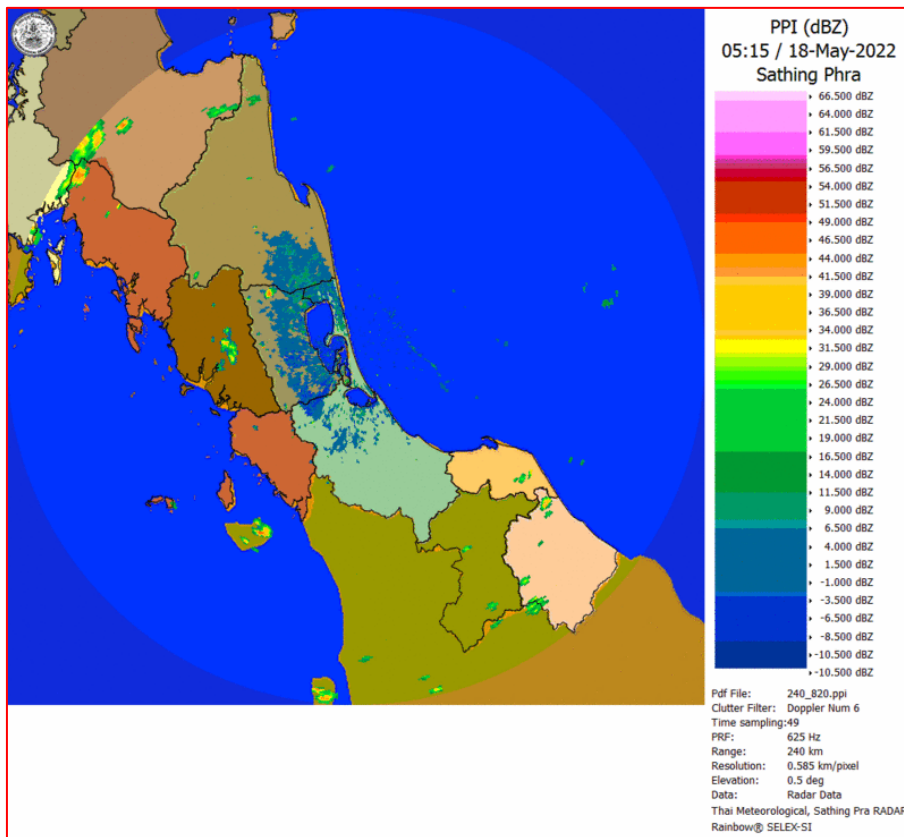 PPI (dBZ)
05:15 / 18-May-2022
Sathing Phra
66.500 dBZ
64.000 dBZ
61.500 dBZ
59.500 dBZ
56.500 dBZ
54.000 dBZ
51.500 dBZ
49.000 dBZ
46.500 dBZ
44.000 dBZ
41.500 dBZ
39.000 dBZ
36.500 dBZ
34.000 dBZ
31.500 dBZ
29.000 dBZ
26.500 dBZ
24.000 dBZ
21.500 dBZ
19.000 dBZ
16.500 dBZ
14.000 dBZ
11.500 dBZ
9.000 dBZ
6.500 dBZ
4.000 dBZ
1.500 dBZ
-1.000 dBZ
-3.500 dBZ
-6.500 dBZ
-8.500 dBZ
-10.500 dBZ
-10.500 dBZ
Pdf File: 240_820.ppi
Clutter Filter: Doppler Num 6
Time sampling:49
PRF: 625 Hz
Range: 240 km
Resolution: 0.585 km/pixel
Elevation: 0.5 deg
Data: Radar Data
Thai Meteorological, Sathing Pra RADAR
Rainbow® SELEX-SI